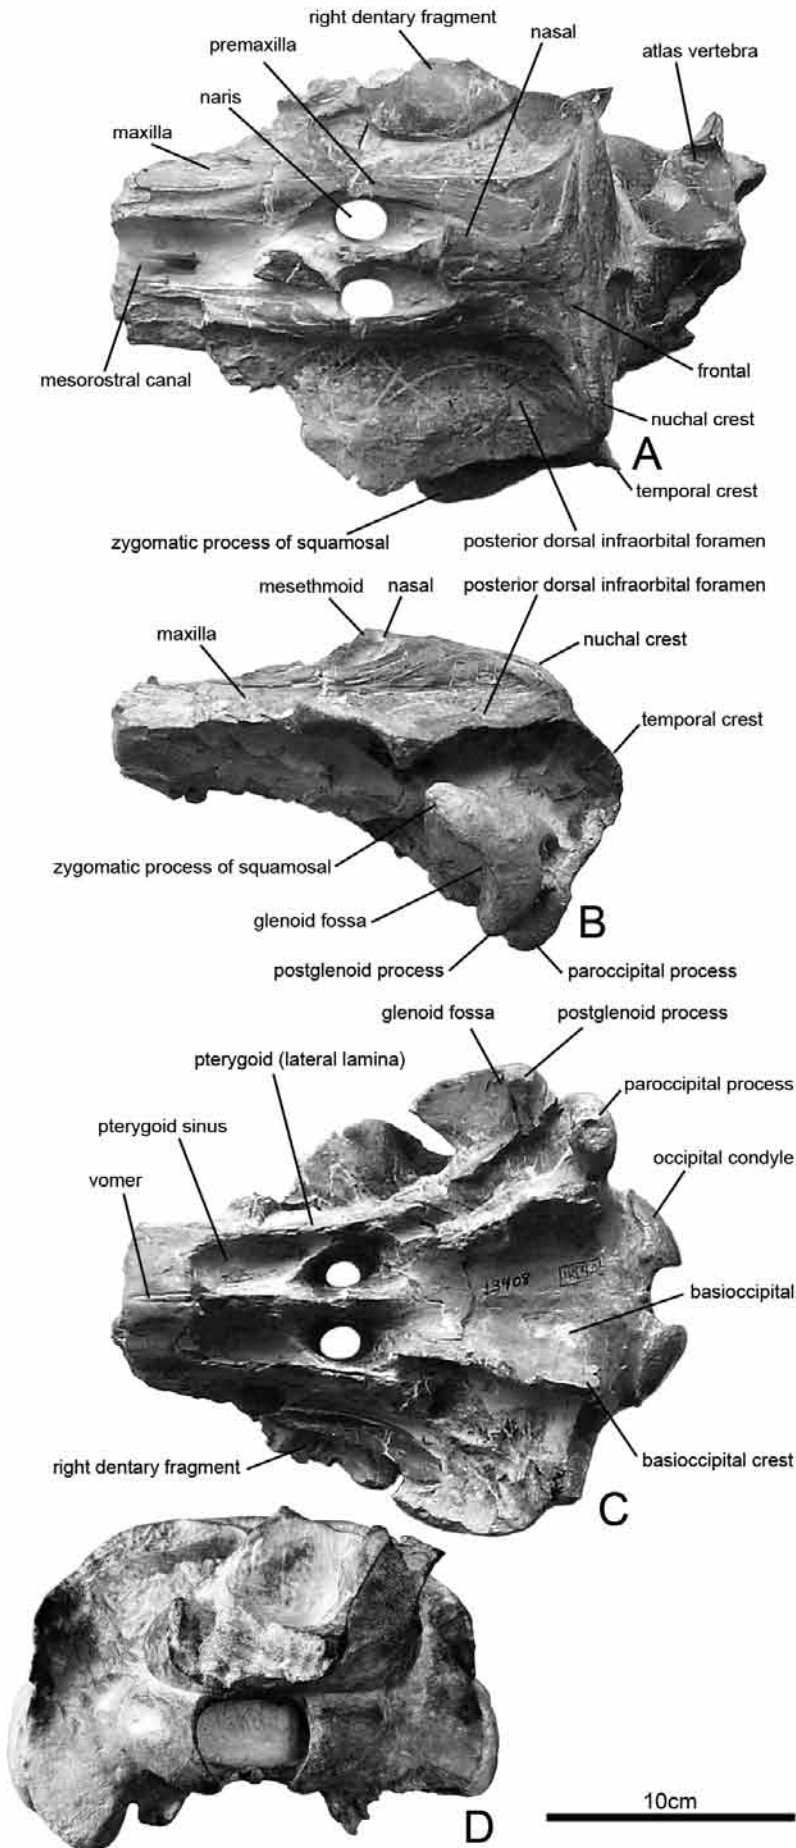 right dentary fragment
premaxilla
nasal
atlas vertebra
naris
maxilla
mesorostral canal
frontal
nuchal crest
A
temporal crest
zygomatic process of squamosal
posterior dorsal infraorbital foramen
mesethmoid
nasal
posterior dorsal infraorbital foramen
maxilla
nuchal crest
temporal crest
zygomatic process of squamosal
glenoid fossa
B
postglenoid process
paroccipital process
glenoid fossa
postglenoid process
pterygoid (lateral lamina)
paroccipital process
pterygoid sinus
occipital condyle
vomer
13408
basioccipital
right dentary fragment
basioccipital crest
C
10cm
D